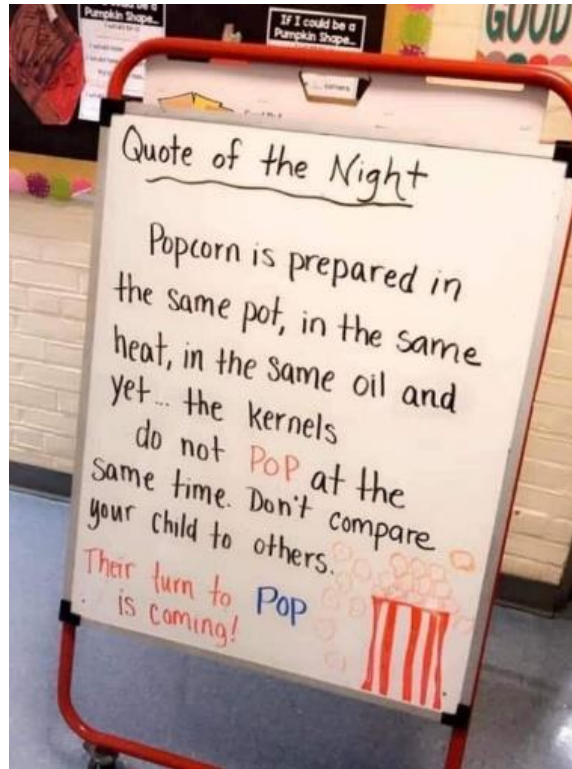 If I could be a
Pumpkin Shape...
GOOD
Quote of the Night
Popcorn is prepared in
the same pot, in the same
heat, in the same oil and
yet... the kernels
do not POP at the
same time. Don't compare
your child to others.
Their turn to POP
is coming!